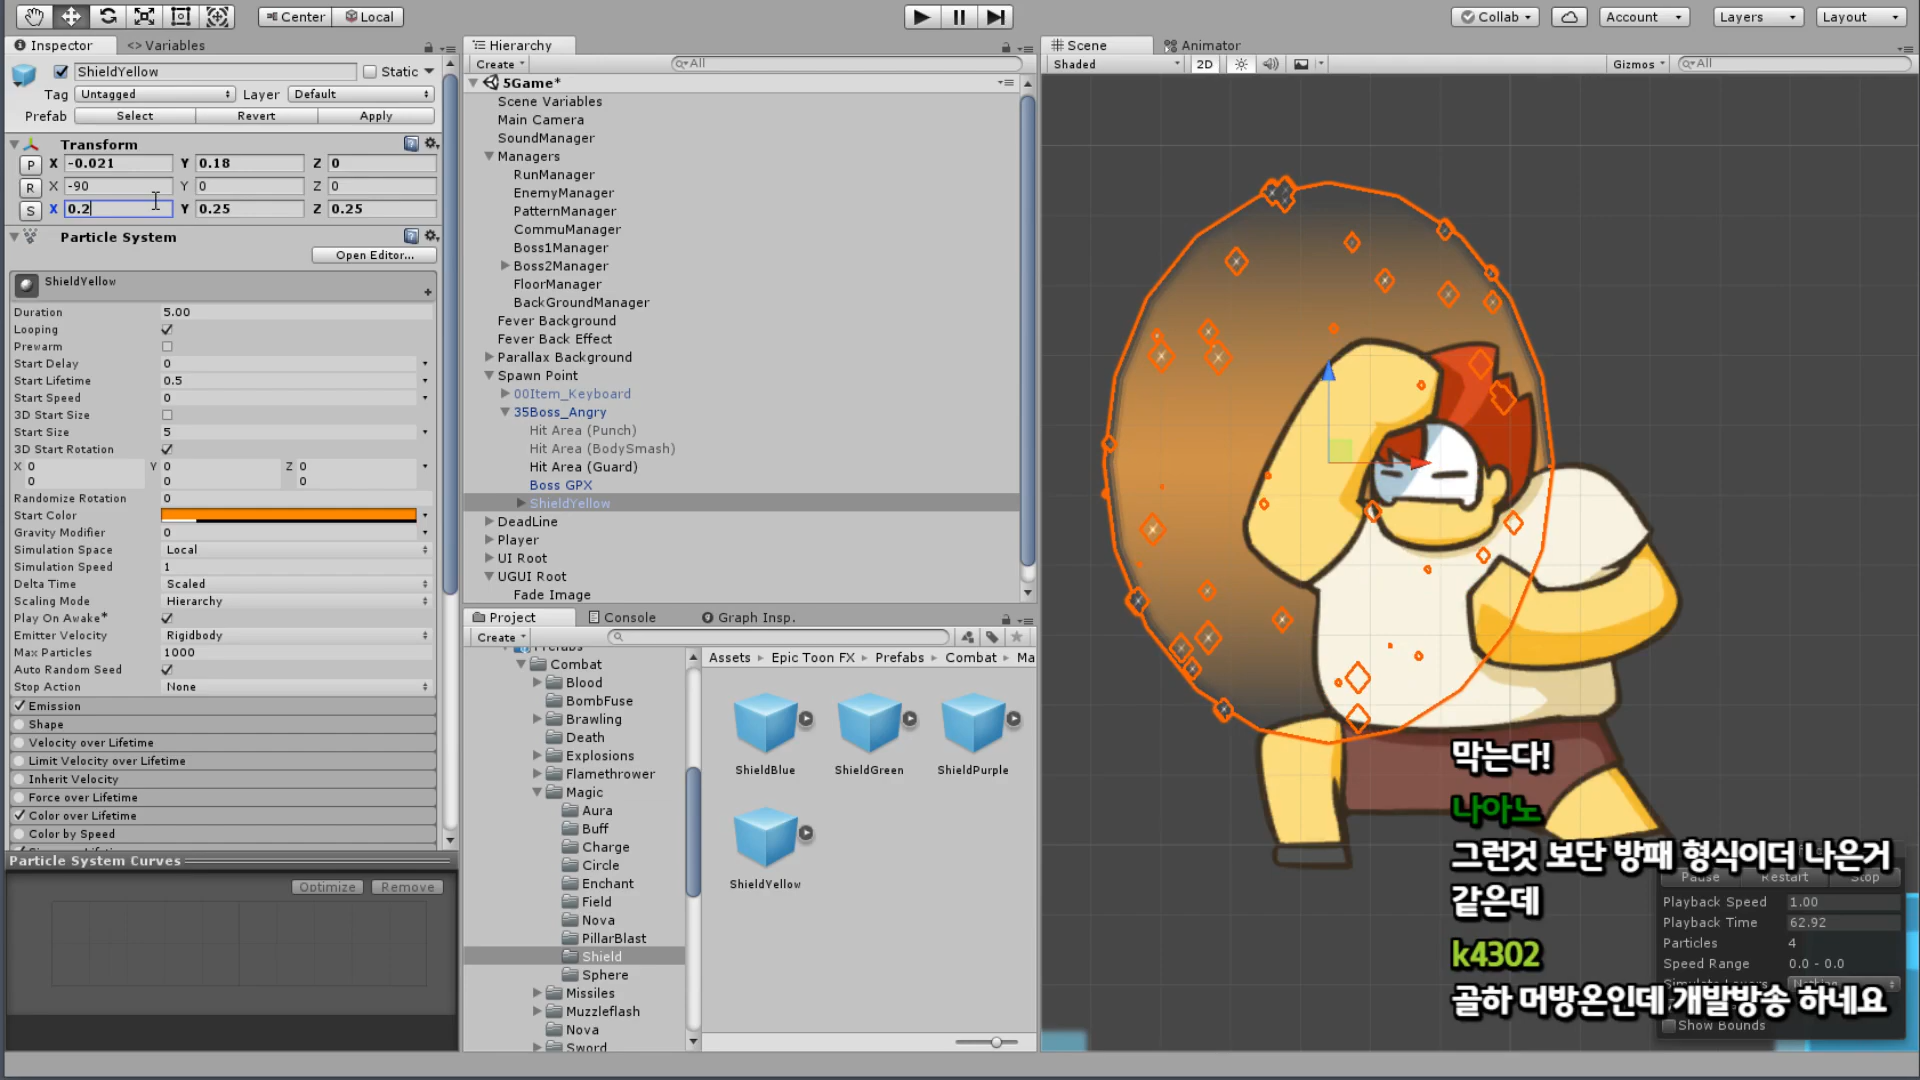 Center
Local
Collab
Account
Layers
Layout
Inspector
<> Variables
ShieldYellow
Static
Tag
Untagged
Layer
Default
Prefab
Select
Revert
Apply
Transform
P X -0.021 Y 0.18 Z 0
R X -90 Y 0 Z 0
S X 0.2 Y 0.25 Z 0.25
Particle System
Open Editor...
ShieldYellow
Duration 5.00
Looping
Prewarm
Start Delay 0
Start Lifetime 0.5
Start Speed 0
3D Start Size
Start Size 5
3D Start Rotation
X 0 Y 0 Z 0
0 0 0
Randomize Rotation 0
Start Color
Gravity Modifier 0
Simulation Space Local
Simulation Speed 1
Delta Time Scaled
Scaling Mode Hierarchy
Play On Awake*
Emitter Velocity Rigidbody
Max Particles 1000
Auto Random Seed
Stop Action None
Emission
Shape
Velocity over Lifetime
Limit Velocity over Lifetime
Inherit Velocity
Force over Lifetime
Color over Lifetime
Color by Speed
Particle System Curves
Optimize Remove
Hierarchy
Create
All
5Game*
Scene Variables
Main Camera
SoundManager
Managers
RunManager
EnemyManager
PatternManager
CommuManager
Boss1Manager
Boss2Manager
FloorManager
BackGroundManager
Fever Background
Fever Back Effect
Parallax Background
Spawn Point
00Item_Keyboard
35Boss_Angry
Hit Area (Punch)
Hit Area (BodySmash)
Hit Area (Guard)
Boss GPX
ShieldYellow
DeadLine
Player
UI Root
UGUI Root
Fade Image
Project
Console
Graph Insp.
Create
Prefabs
Combat
Blood
BombFuse
Brawling
Death
Explosions
Flamethrower
Magic
Aura
Buff
Charge
Circle
Enchant
Field
Nova
PillarBlast
Shield
Sphere
Missiles
Muzzleflash
Nova
Sword
Assets ▸ Epic Toon FX ▸ Prefabs ▸ Combat ▸ Ma
ShieldBlue
ShieldGreen
ShieldPurple
ShieldYellow
Scene
Animator
Shaded
2D
Gizmos
All
막는다!
나아노
그런것 보단 방패 형식이더 나은거
같은데
k4302
골하 머방온인데 개발방송 하네요
Pause Restart Stop
Playback Speed 1.00
Playback Time 62.92
Particles 4
Speed Range 0.0 - 0.0
Show Bounds